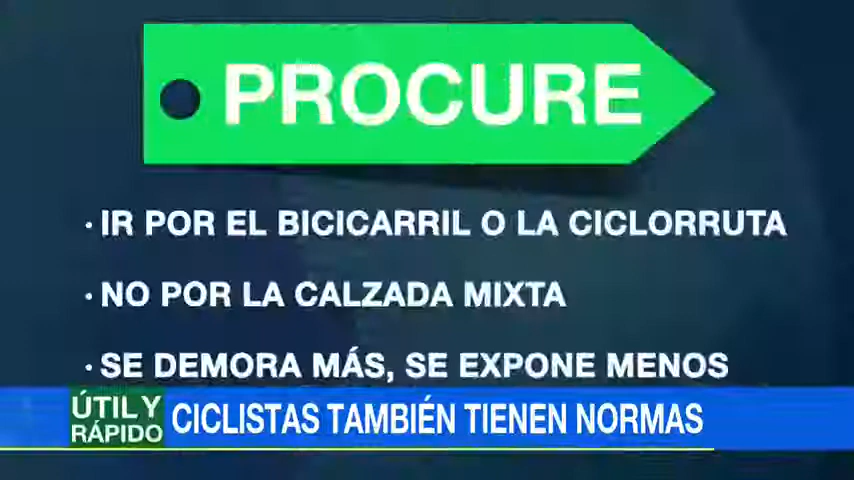 PROCURE
· IR POR EL BICICARRIL O LA CICLORRUTA
· NO POR LA CALZADA MIXTA
· SE DEMORA MÁS, SE EXPONE MENOS
ÚTIL Y
RÁPIDO
CICLISTAS TAMBIÉN TIENEN NORMAS